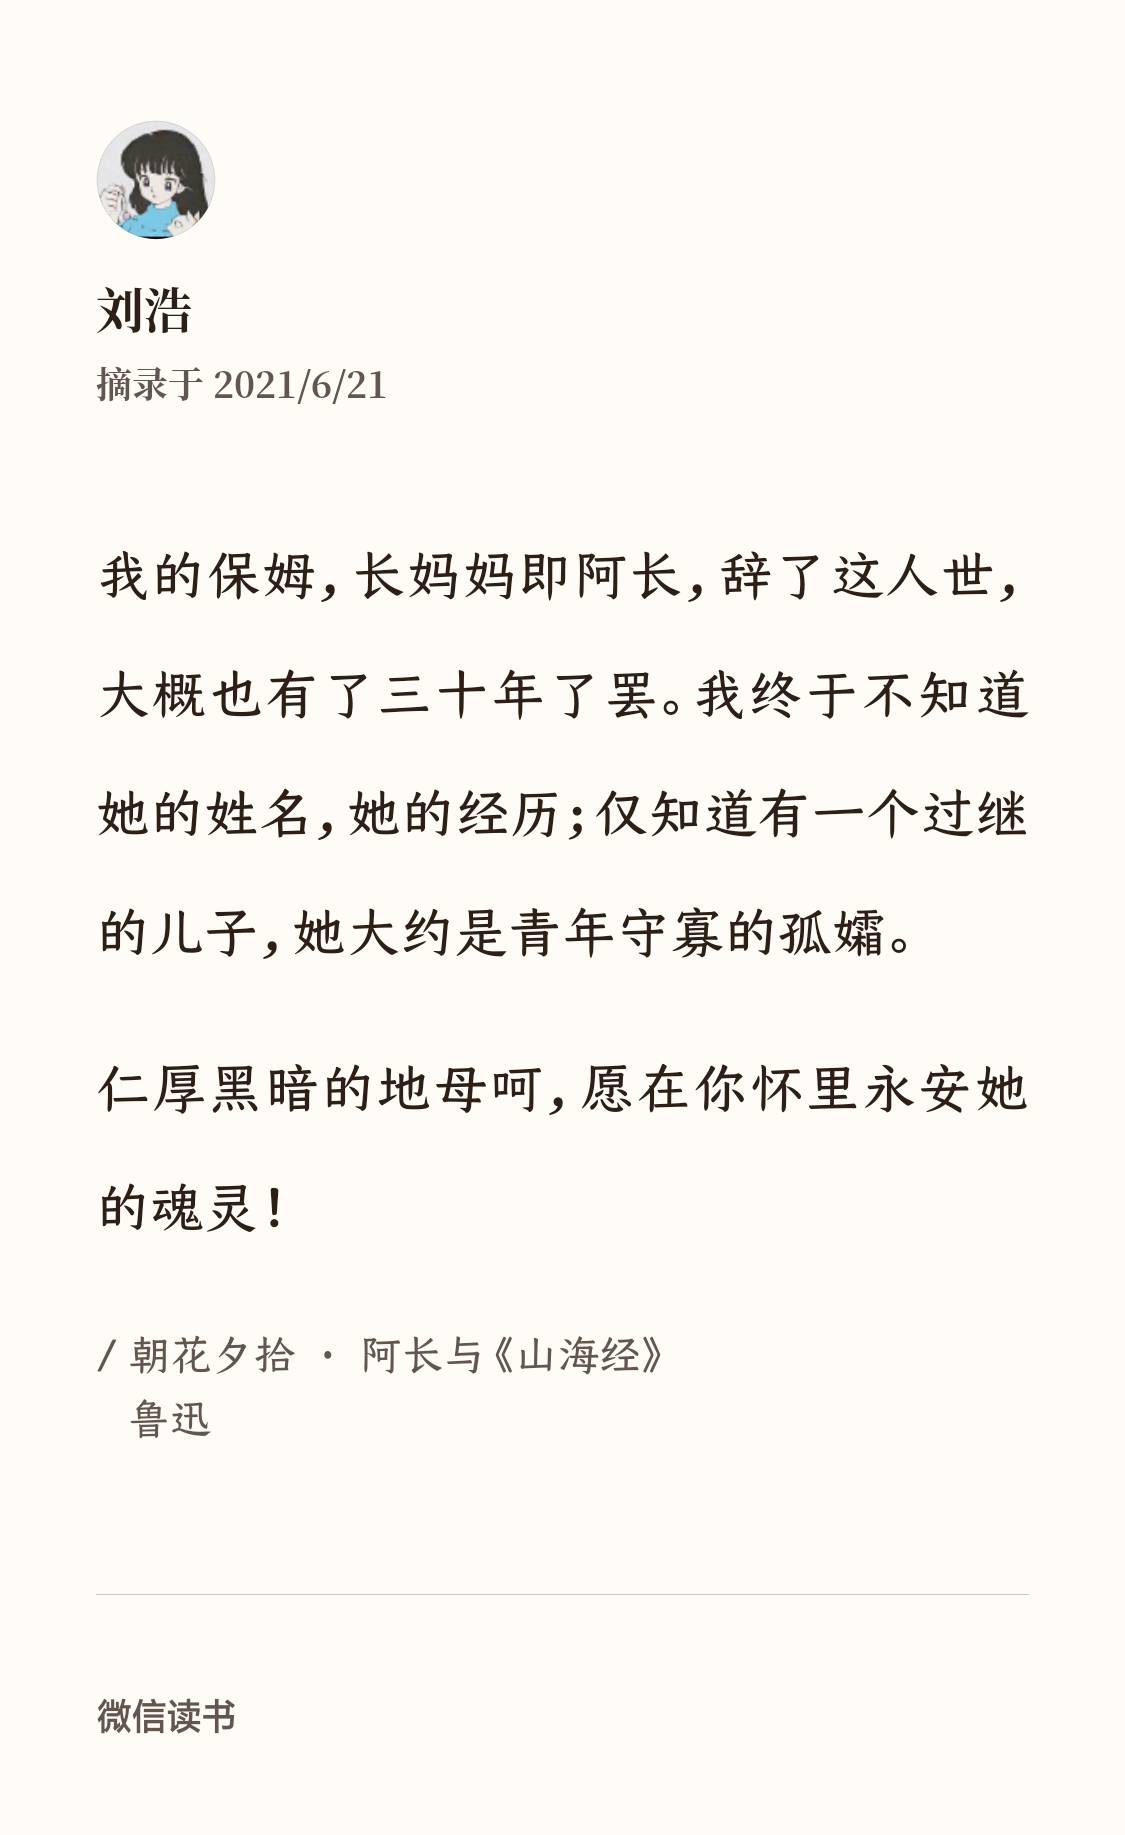 刘浩
摘录于 2021/6/21
我的保姆，长妈妈即阿长，辞了这人世，
大概也有了三十年了罢。我终于不知道
她的姓名，她的经历；仅知道有一个过继
的儿子，她大约是青年守寡的孤孀。
仁厚黑暗的地母呵，愿在你怀里永安她
的魂灵！
/ 朝花夕拾 · 阿长与《山海经》
鲁迅
微信读书